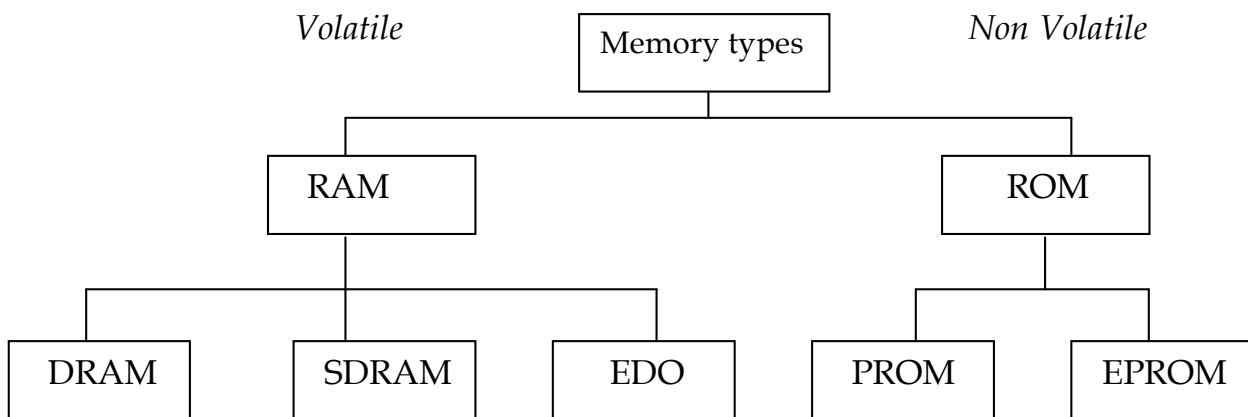 Volatile
Memory types
Non Volatile
RAM
ROM
DRAM
SDRAM
EDO
PROM
EPROM